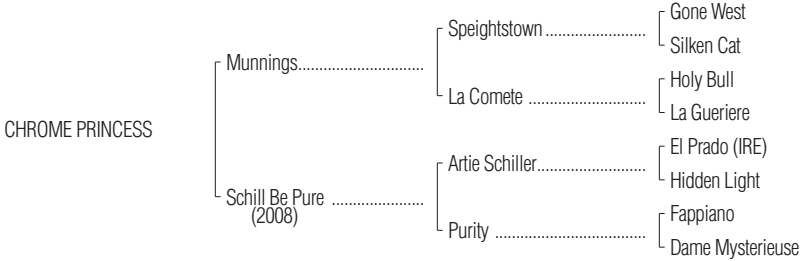 Gone West
Speightstown ........................
Silken Cat
Munnings..............................
Holy Bull
La Comete ............................
La Gueriere
CHROME PRINCESS
El Prado (IRE)
Artie Schiller..........................
Hidden Light
Schill Be Pure ......................
(2008)
Fappiano
Purity ....................................
Dame Mysterieuse